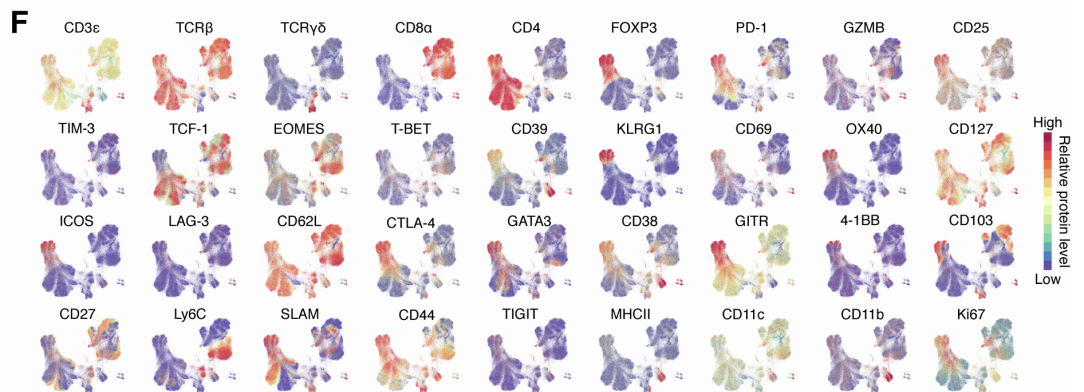 F
CD3ε TCRβ TCRγδ CD8α CD4 FOXP3 PD-1 GZMB CD25
TIM-3 TCF-1 EOMES T-BET CD39 KLRG1 CD69 OX40 CD127
ICOS LAG-3 CD62L CTLA-4 GATA3 CD38 GITR 4-1BB CD103
CD27 Ly6C SLAM CD44 TIGIT MHCII CD11c CD11b Ki67
High
Relative protein level
Low